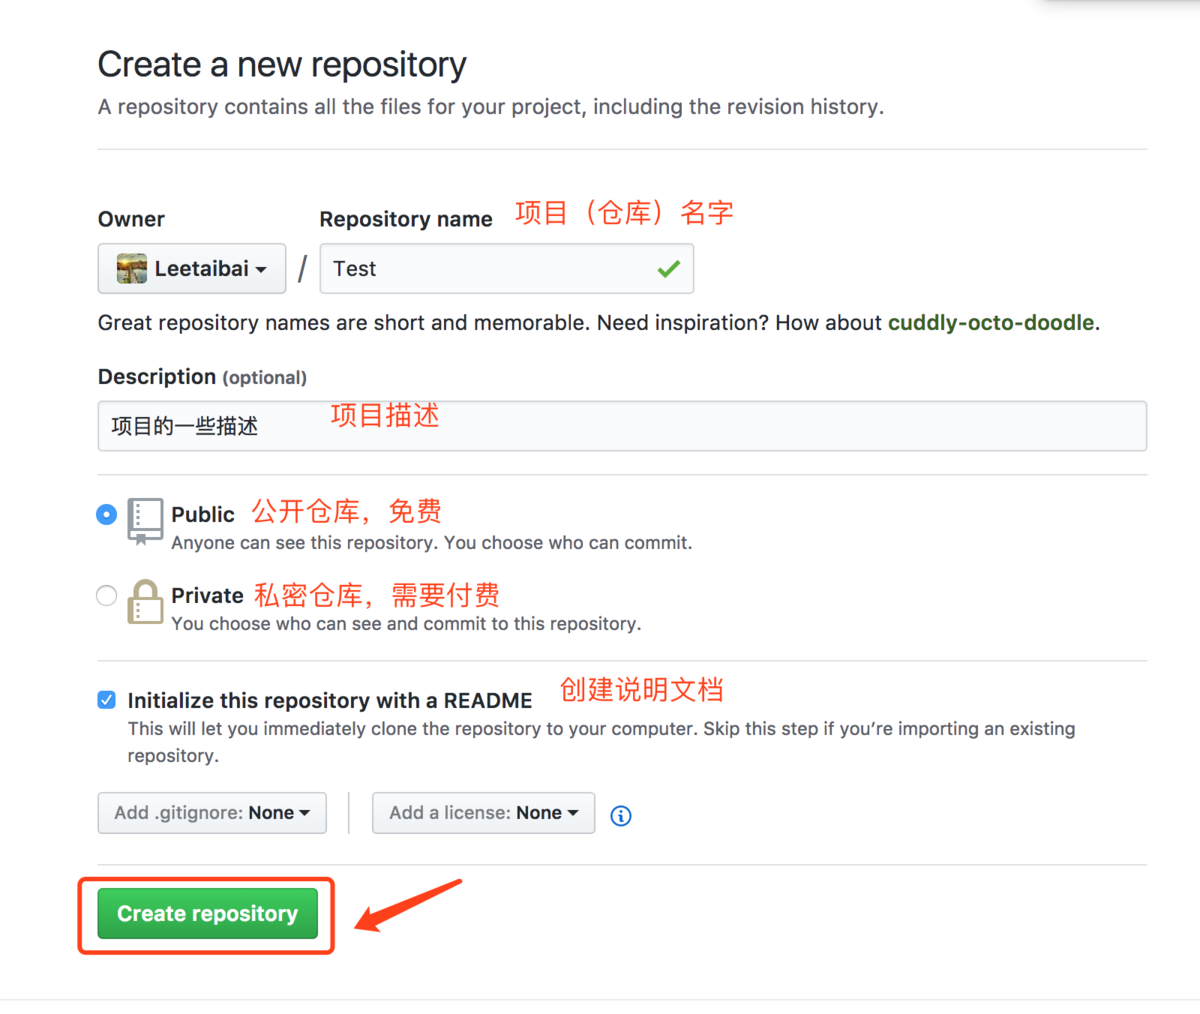 Create a new repository
A repository contains all the files for your project, including the revision history.
Owner
Repository name 项目（仓库）名字
Leetaibai / Test
Great repository names are short and memorable. Need inspiration? How about cuddly-octo-doodle.
Description (optional)
项目的一些描述 项目描述
Public 公开仓库，免费
Anyone can see this repository. You choose who can commit.
Private 私密仓库，需要付费
You choose who can see and commit to this repository.
Initialize this repository with a README 创建说明文档
This will let you immediately clone the repository to your computer. Skip this step if you’re importing an existing
repository.
Add .gitignore: None
Add a license: None
Create repository